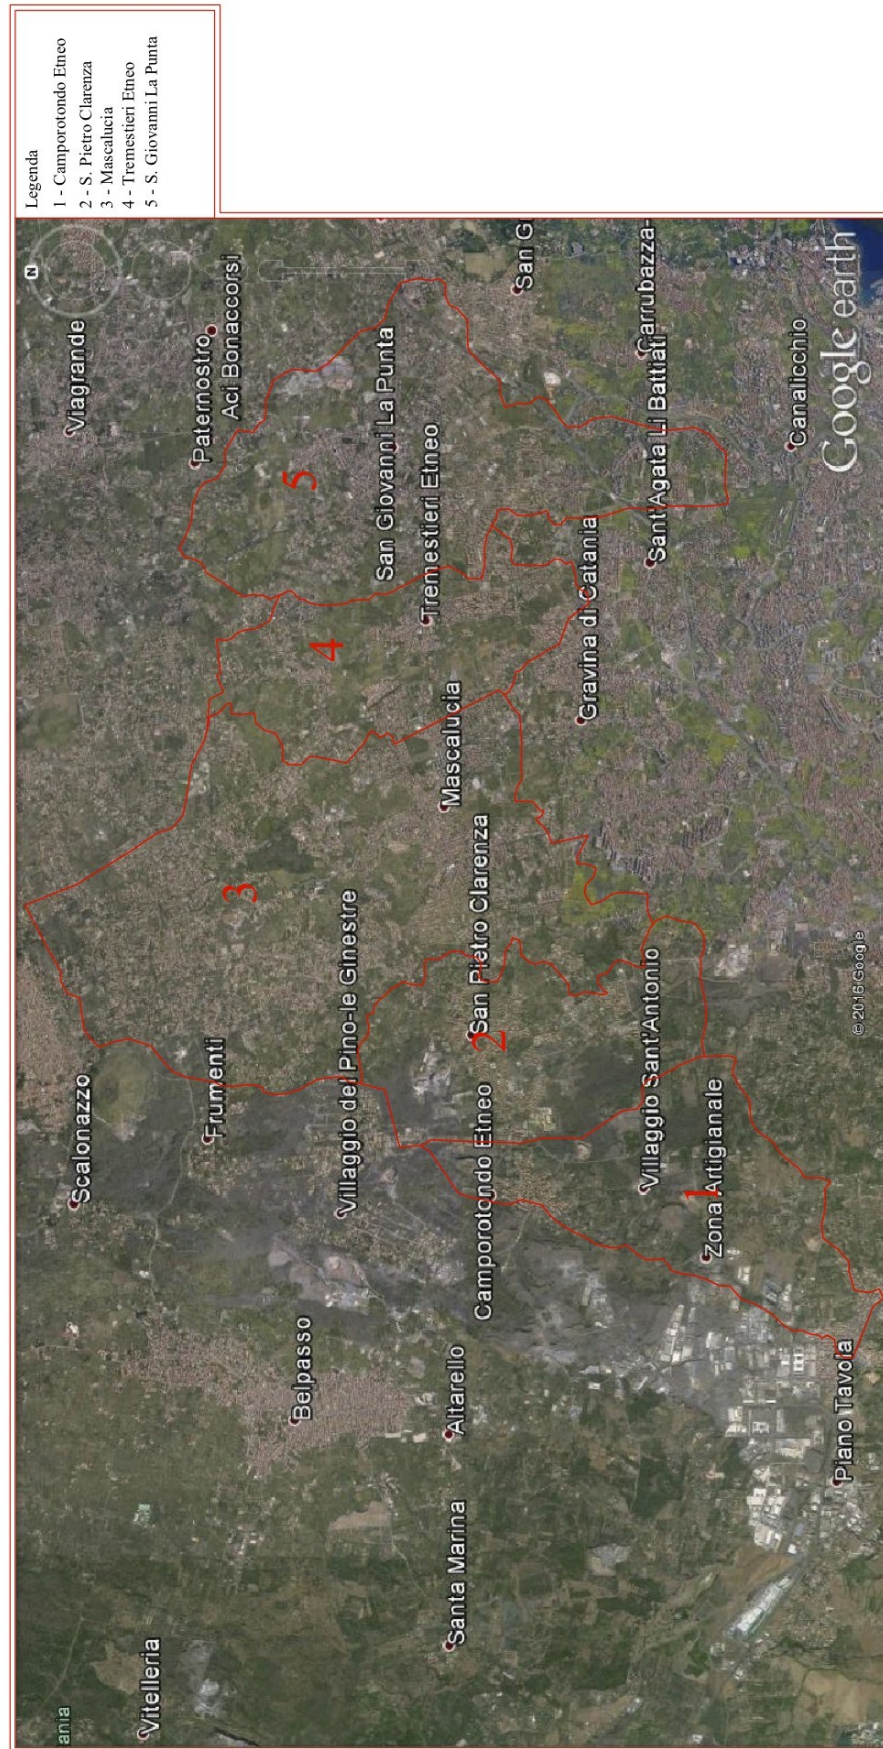 Legenda
1 - Camporotondo Etneo
2 - S. Pietro Clarenza
3 - Mascalucia
4 - Tremestieri Etneo
5 - S. Giovanni La Punta
N
ania
Vitelleria
Scalonazzo
Viagrande
Frumenti
Paternostro
Aci Bonaccorsi
Belpasso
Villaggio del Pino-le Ginestre
3
4
5
San Giovanni La Punta
Santa Marina
Altarello
Mascalucia
Tremestieri Etneo
Camporotondo Etneo
San Pietro Clarenza
2
San G
Gravina di Catania
Villaggio Sant'Antonio
Sant'Agata Li Battiati
Carrubazza-
Zona Artigianale
1
Canalicchio
Piano Tavola
© 2016 Google
Google earth